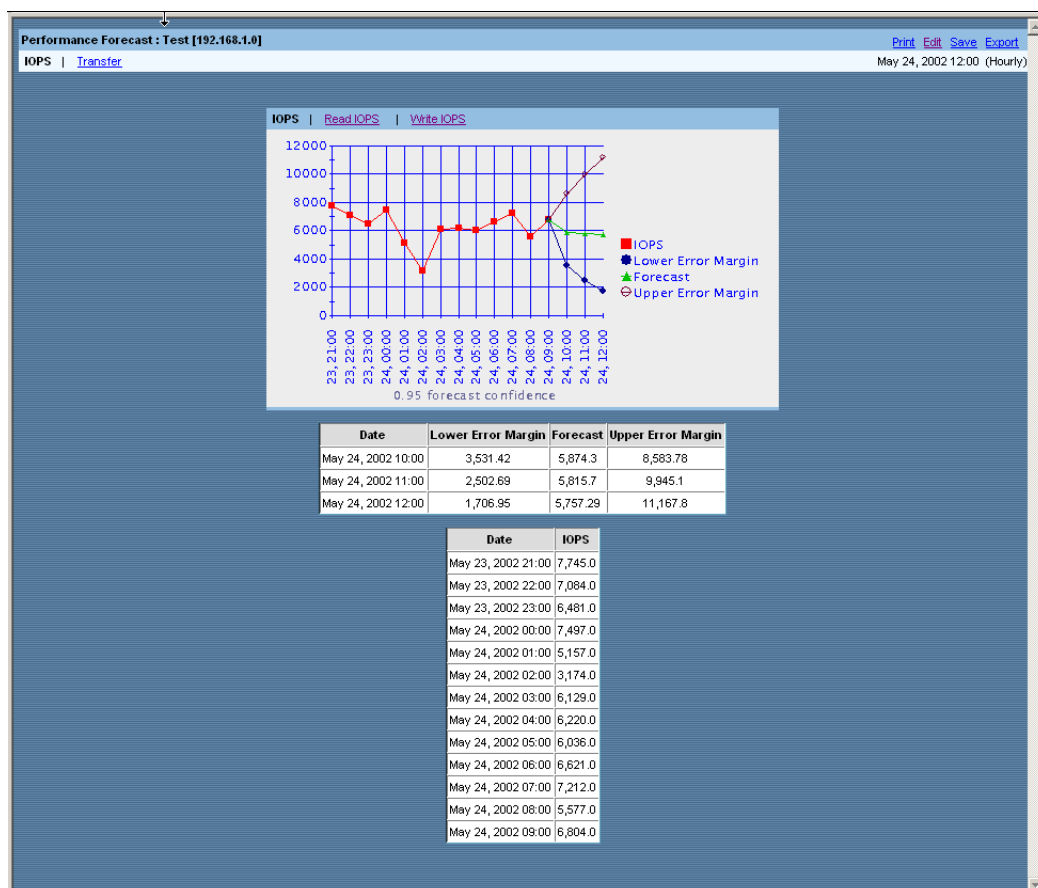 Performance Forecast : Test [192.168.1.0]
Print Edit Save Export
IOPS | Transfer
May 24, 2002 12:00 (Hourly)
IOPS | Read IOPS | Write IOPS
12000
10000
8000
6000
4000
2000
0
23, 21:00
23, 22:00
23, 23:00
24, 00:00
24, 01:00
24, 02:00
24, 03:00
24, 04:00
24, 05:00
24, 06:00
24, 07:00
24, 08:00
24, 09:00
24, 10:00
24, 11:00
24, 12:00
IOPS
Lower Error Margin
Forecast
Upper Error Margin
0.95 forecast confidence
Date Lower Error Margin Forecast Upper Error Margin
May 24, 2002 10:00 3,531.42 5,874.3 8,583.78
May 24, 2002 11:00 2,502.69 5,815.7 9,945.1
May 24, 2002 12:00 1,706.95 5,757.29 11,167.8
Date IOPS
May 23, 2002 21:00 7,745.0
May 23, 2002 22:00 7,084.0
May 23, 2002 23:00 6,481.0
May 24, 2002 00:00 7,497.0
May 24, 2002 01:00 5,157.0
May 24, 2002 02:00 3,174.0
May 24, 2002 03:00 6,129.0
May 24, 2002 04:00 6,220.0
May 24, 2002 05:00 6,036.0
May 24, 2002 06:00 6,621.0
May 24, 2002 07:00 7,212.0
May 24, 2002 08:00 5,577.0
May 24, 2002 09:00 6,804.0